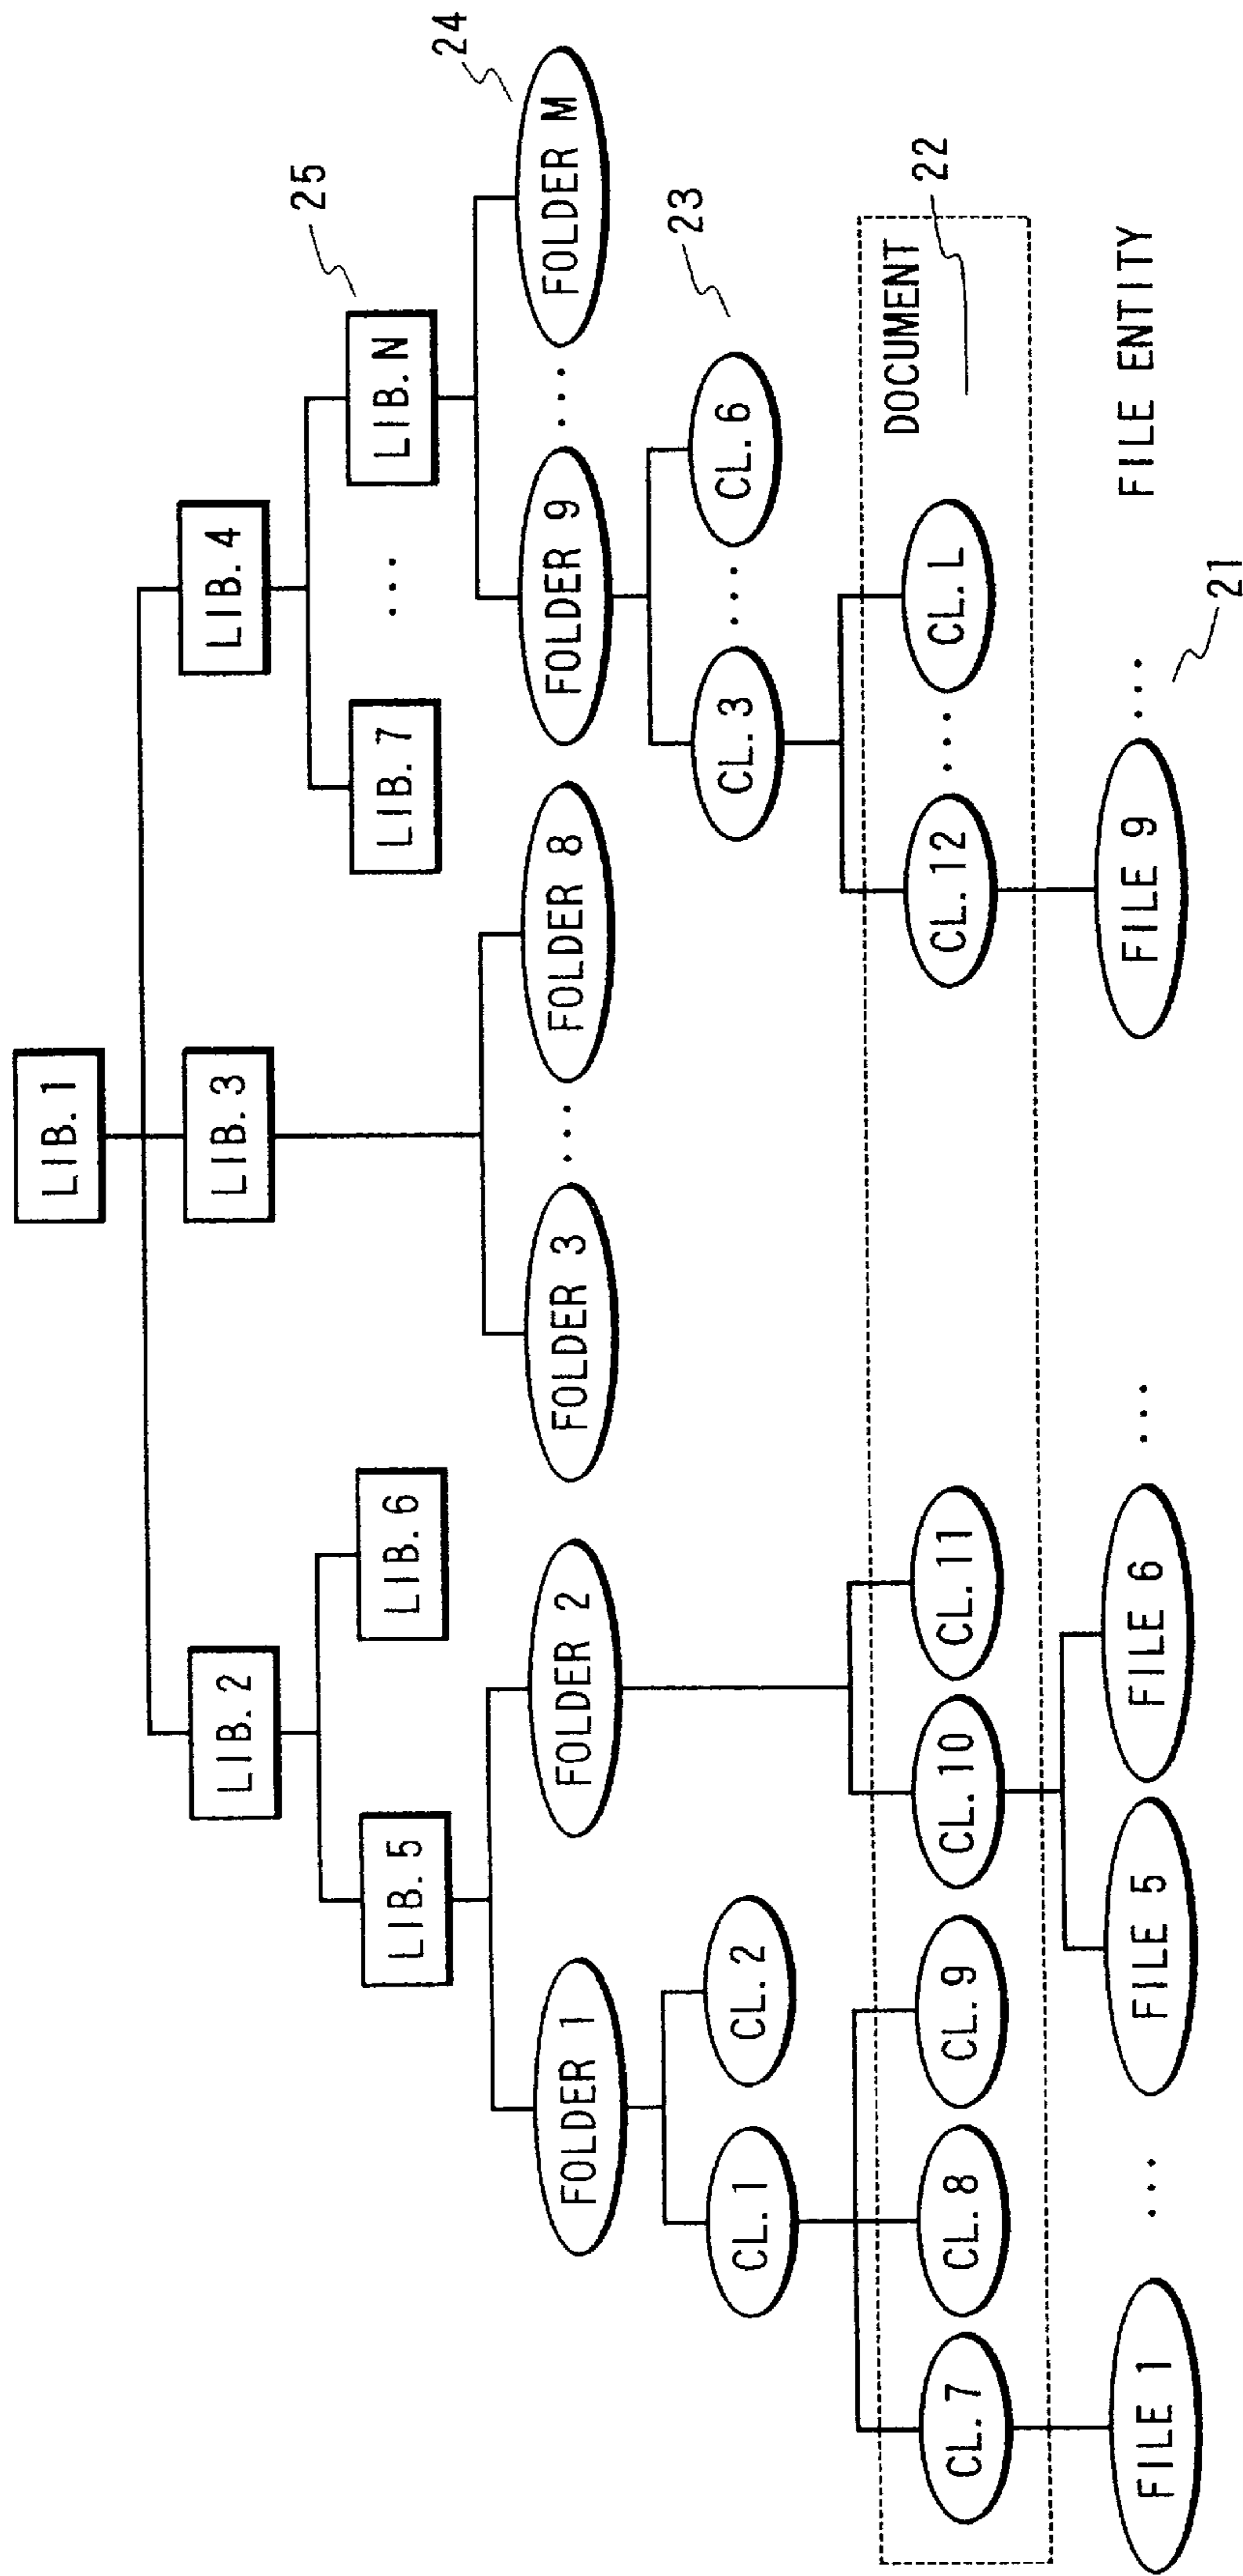 LIB. 1
LIB. 2
LIB. 3
LIB. 4
LIB. 5
LIB. 6
LIB. 7
...
LIB. N
25
FOLDER 1
FOLDER 2
FOLDER 3
...
FOLDER 8
FOLDER 9
...
FOLDER M
24
CL. 1
CL. 2
CL. 3
...
CL. 6
23
DOCUMENT
CL. 7
CL. 8
CL. 9
CL. 10
CL. 11
CL. 12
...
CL. L
22
FILE 1
...
FILE 5
FILE 6
...
FILE 9
...
FILE ENTITY
21